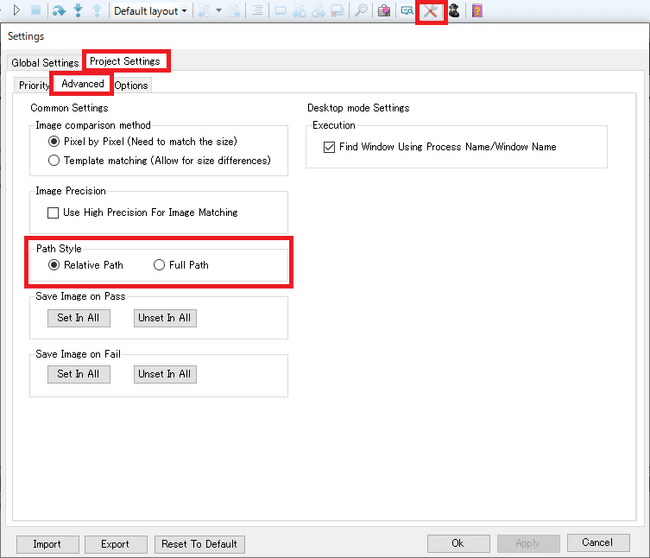 Default layout
Settings
Global Settings Project Settings
Priority Advanced Options
Common Settings Desktop mode Settings
Image comparison method Execution
Pixel by Pixel (Need to match the size) Find Window Using Process Name/Window Name
Template matching (Allow for size differences)
Image Precision
Use High Precision For Image Matching
Path Style
Relative Path Full Path
Save Image on Pass
Set In All Unset In All
Save Image on Fail
Set In All Unset In All
Import Export Reset To Default Ok Apply Cancel